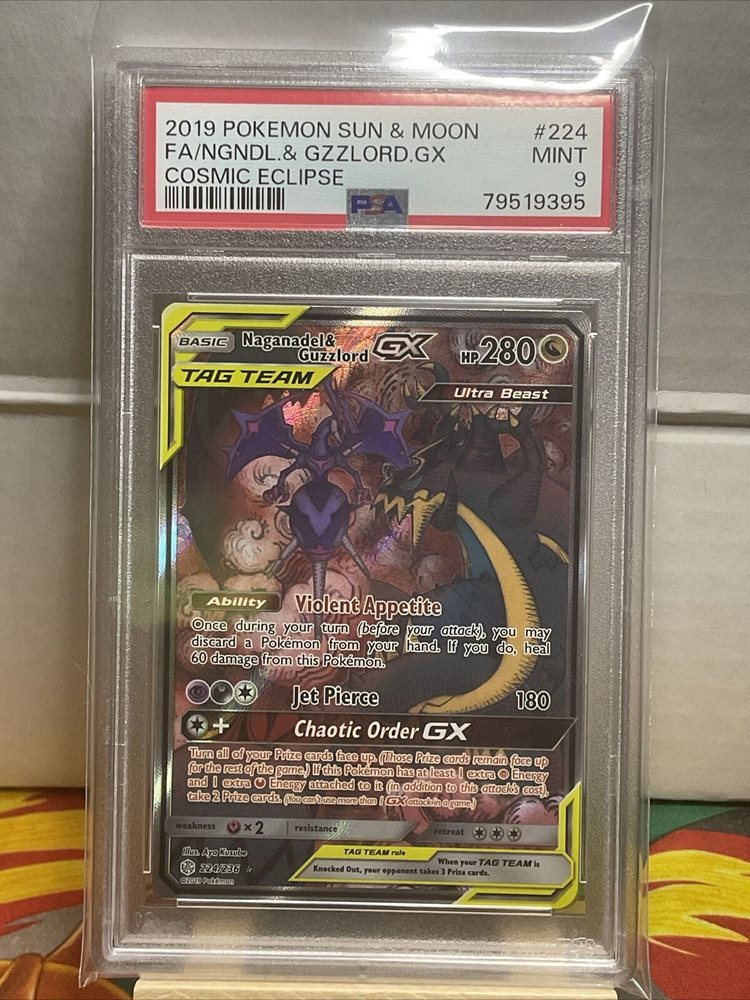 2019 POKEMON SUN & MOON #224
FA/NGNDL.& GZZLORD.GX MINT
COSMIC ECLIPSE 9
PSA 79519395
BASIC Naganadel& Guzzlord GX HP280
TAG TEAM
Ultra Beast
Ability Violent Appetite
Once during your turn (before your attack), you may
discard a Pokémon from your hand. If you do, heal
60 damage from this Pokémon.
Jet Pierce 180
+ Chaotic Order GX
Turn all of your Prize cards face up. (Those Prize cards remain face up
for the rest of the game.) If this Pokémon has at least 1 extra Energy
and 1 extra Energy attached to it (in addition to this attack's cost),
take 2 Prize cards. (You can't use more than 1 GX attack in a game.)
weakness ×2 resistance retreat
Illus. Aya Kusube
224/236
©2019 Pokémon
TAG TEAM rule
When your TAG TEAM is
Knocked Out, your opponent takes 3 Prize cards.